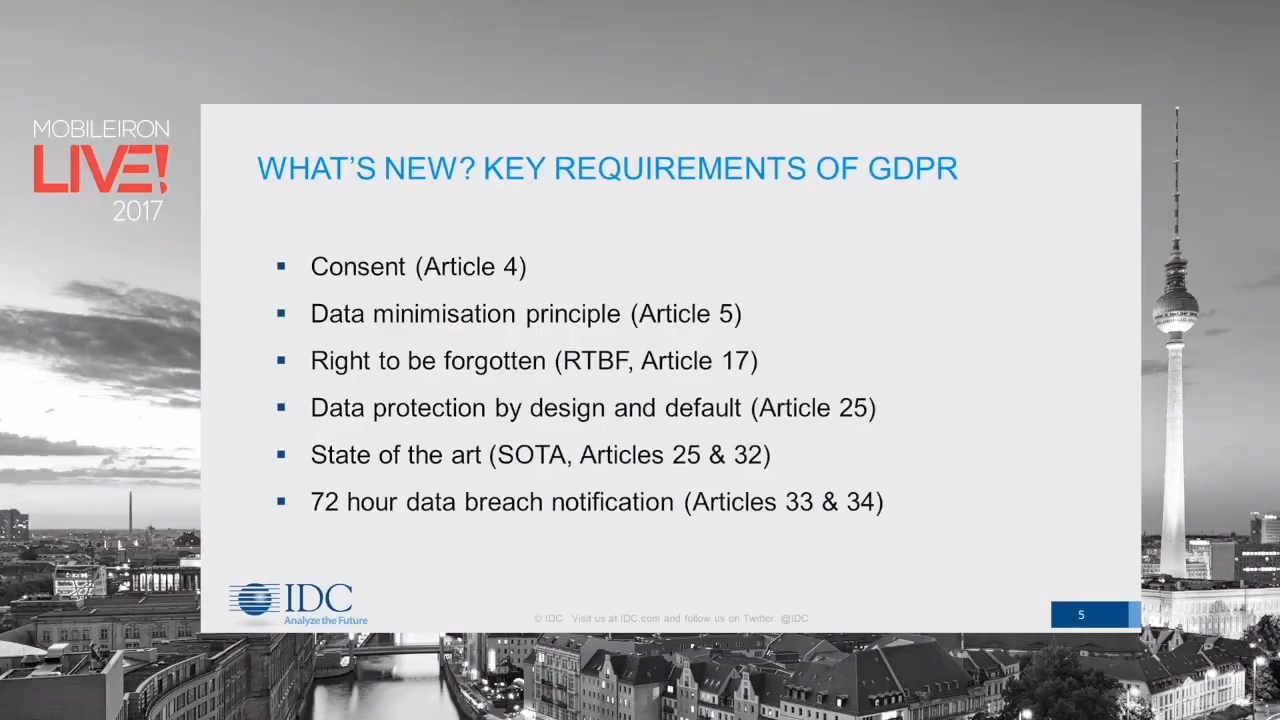 MOBILEIRON
LIVE!
2017
WHAT'S NEW? KEY REQUIREMENTS OF GDPR
▪ Consent (Article 4)
▪ Data minimisation principle (Article 5)
▪ Right to be forgotten (RTBF, Article 17)
▪ Data protection by design and default (Article 25)
▪ State of the art (SOTA, Articles 25 & 32)
▪ 72 hour data breach notification (Articles 33 & 34)
IDC
Analyze the Future
© IDC Visit us at IDC.com and follow us on Twitter: @IDC
5